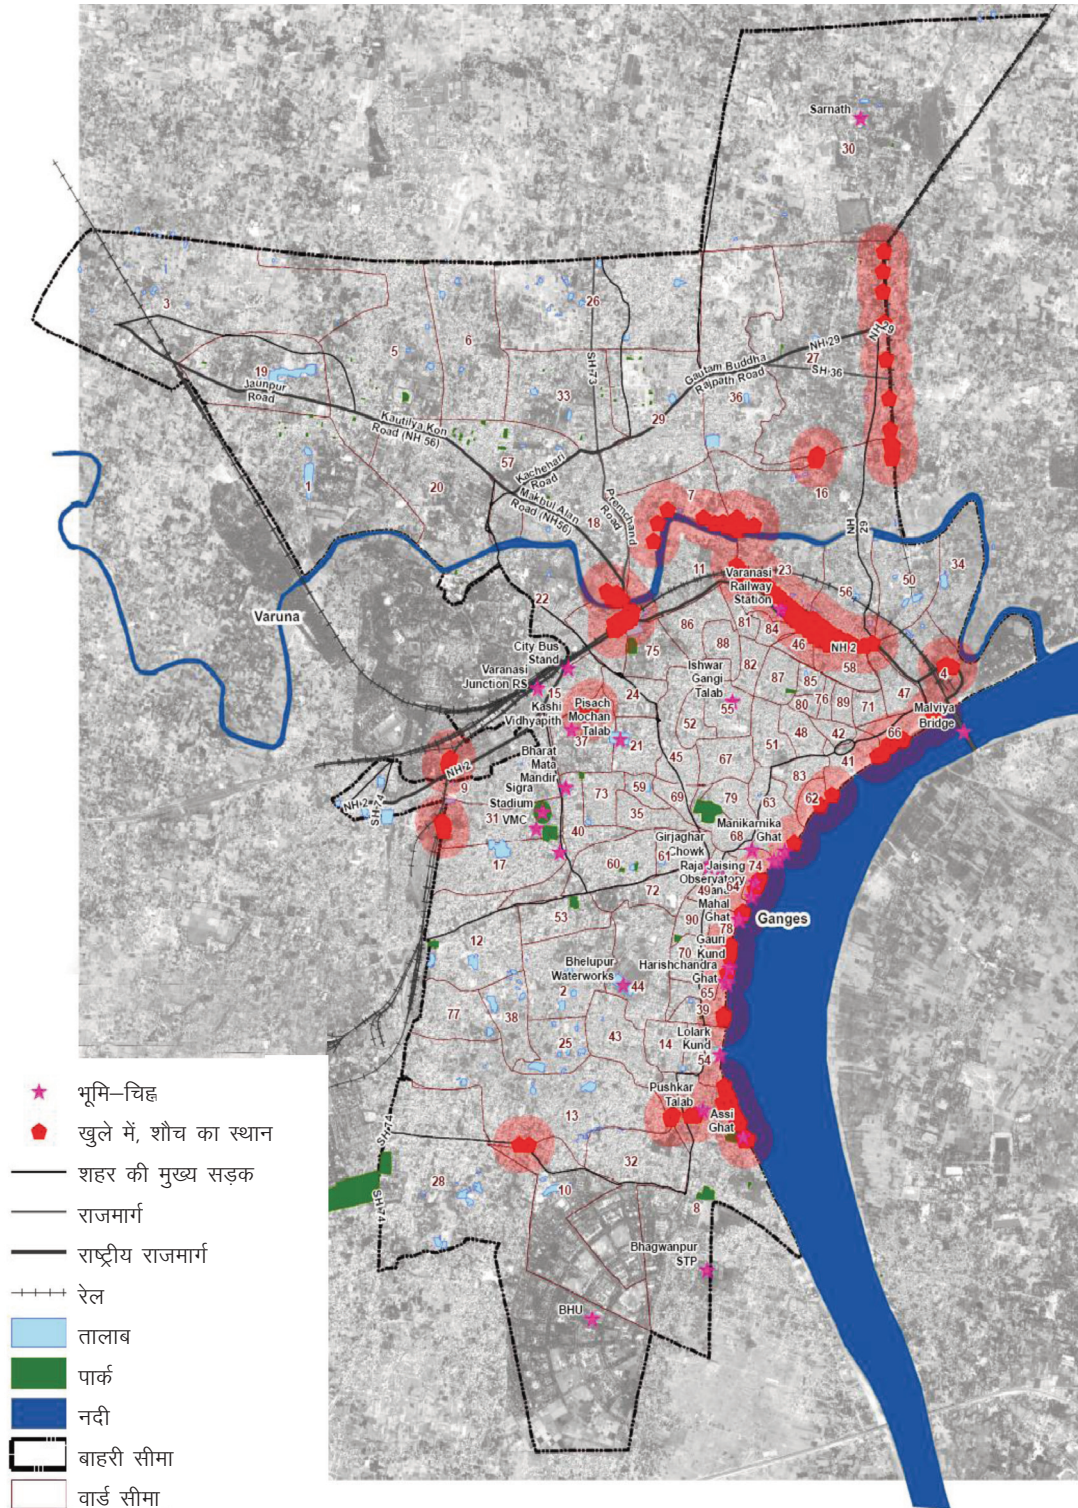 Sarnath
30
3
26
6
5
NH 29
NH 29
27
SH 36
SH-73
Gautam Buddha
Rajpath Road
36
19
Jaunpur
Road
33
29
Kautilya Kon
Road (NH 56)
57
Kachehari
Road
1
20
Makbul Alan
Road (NH56)
18
Premchand
Road
7
16
NH
29
11
Varanasi
Railway
Station
23
56
50
34
22
Varuna
86
81
84
46
NH 2
58
75
88
82
City Bus
Stand
Varanasi
Junction RS
15
Kashi
Vidhyapith
Pisach
Mochan
Talab
37
24
Ishwar
Gangi
Talab
55
87
85
76
80
89
71
47
4
Malviya
Bridge
52
51
48
42
66
41
21
45
67
NH-2
NH-2
SH-74
9
Bharat
Mata
Mandir
Sigra
Stadium
VMC
31
73
59
35
69
79
63
83
62
40
17
60
61
Girjaghar
Chowk
68
Manikarnika
Ghat
74
Raja Jaising
Observatory
49
64
Mahal
Ghat
72
90
78
Ganges
53
12
70
Gauri
Kund
Harishchandra
Ghat
65
39
Bhelupur
Waterworks
44
2
77
38
25
43
14
Lolark
Kund
54
Pushkar
Talab
Assi
Ghat
13
32
SH-74
SH-74
28
10
8
Bhagwanpur
STP
BHU
भूमि–चिह्न
खुले में, शौच का स्थान
शहर की मुख्य सड़क
राजमार्ग
राष्ट्रीय राजमार्ग
रेल
तालाब
पार्क
नदी
बाहरी सीमा
वार्ड सीमा